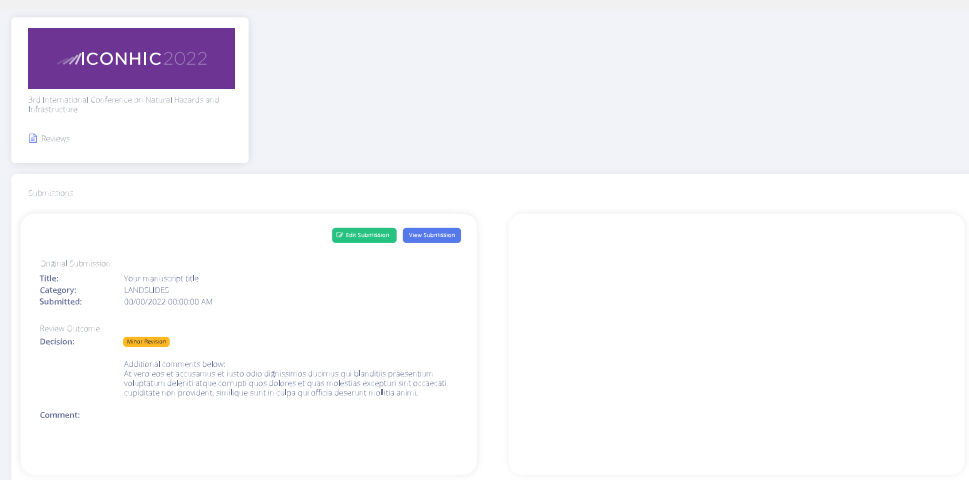 ICONHIC2022
3rd International Conference on Natural Hazards and
Infrastructure
Reviews
Submissions
Edit Submission View Submission
Original Submission
Title: Your manuscript title
Category: LANDSLIDES
Submitted: 00/00/2022 00:00:00 AM
Review Outcome
Decision: Minor Revision
Additional comments below:
At vero eos et accusamus et iusto odio dignissimos ducimus qui blanditiis praesentium
voluptatum deleniti atque corrupti quos dolores et quas molestias excepturi sint occaecati
cupiditate non provident, similique sunt in culpa qui officia deserunt mollitia animi.
Comment: